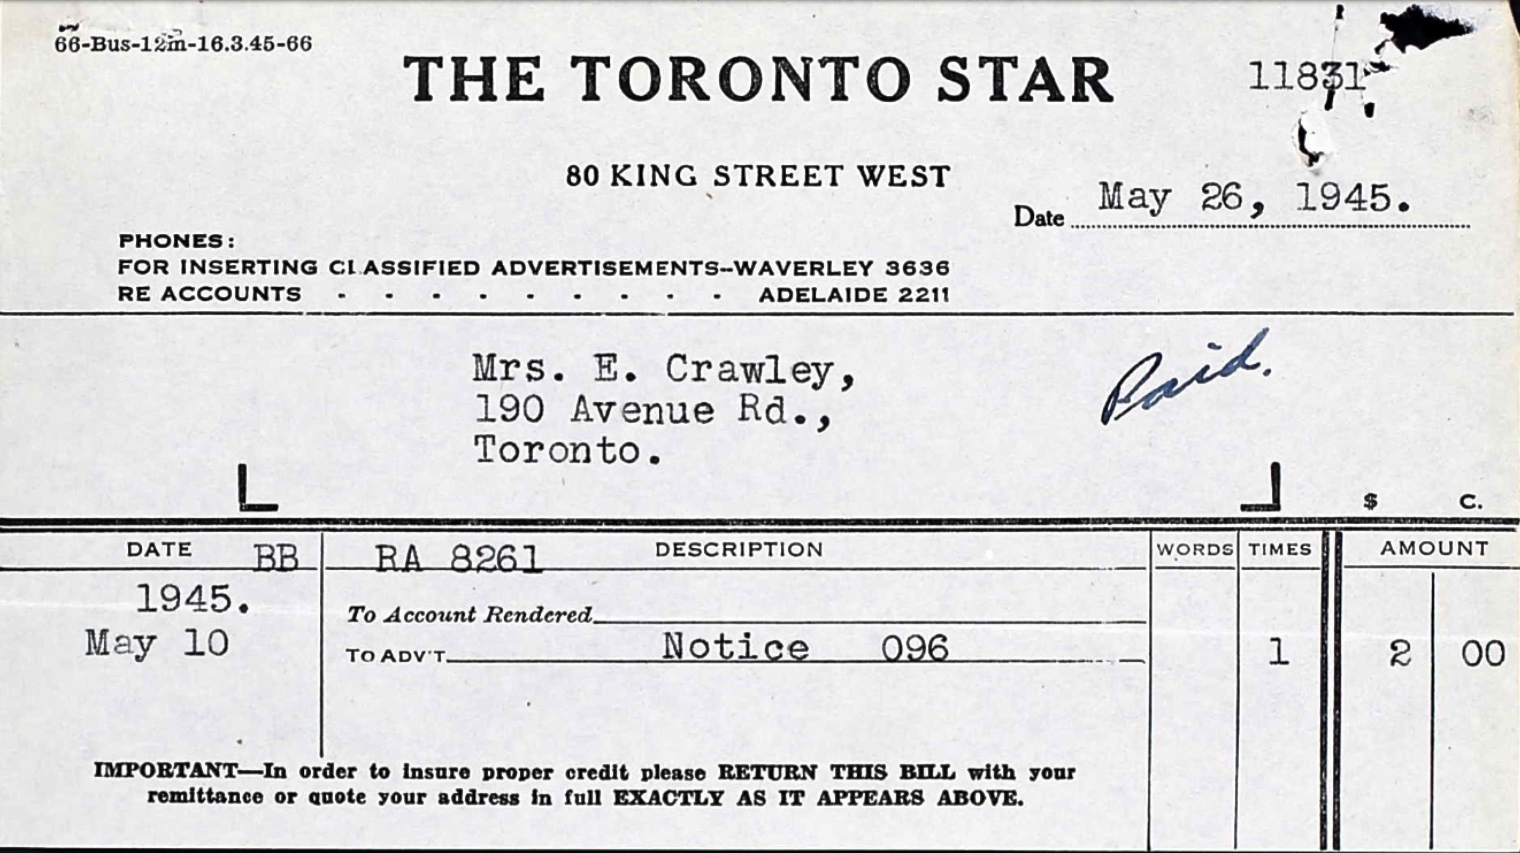 66-Bus-12m-16.3.45-66
THE TORONTO STAR
11831
80 KING STREET WEST
Date May 26, 1945.
PHONES:
FOR INSERTING CLASSIFIED ADVERTISEMENTS-WAVERLEY 3636
RE ACCOUNTS - - - - - - - - - ADELAIDE 2211
Mrs. E. Crawley,
190 Avenue Rd.,
Toronto.
Paid.
$ C.
DATE BB RA 8261 DESCRIPTION WORDS TIMES AMOUNT
1945.
To Account Rendered
May 10 TO ADV'T. Notice 096 1 2 00
IMPORTANT—In order to insure proper credit please RETURN THIS BILL with your
remittance or quote your address in full EXACTLY AS IT APPEARS ABOVE.